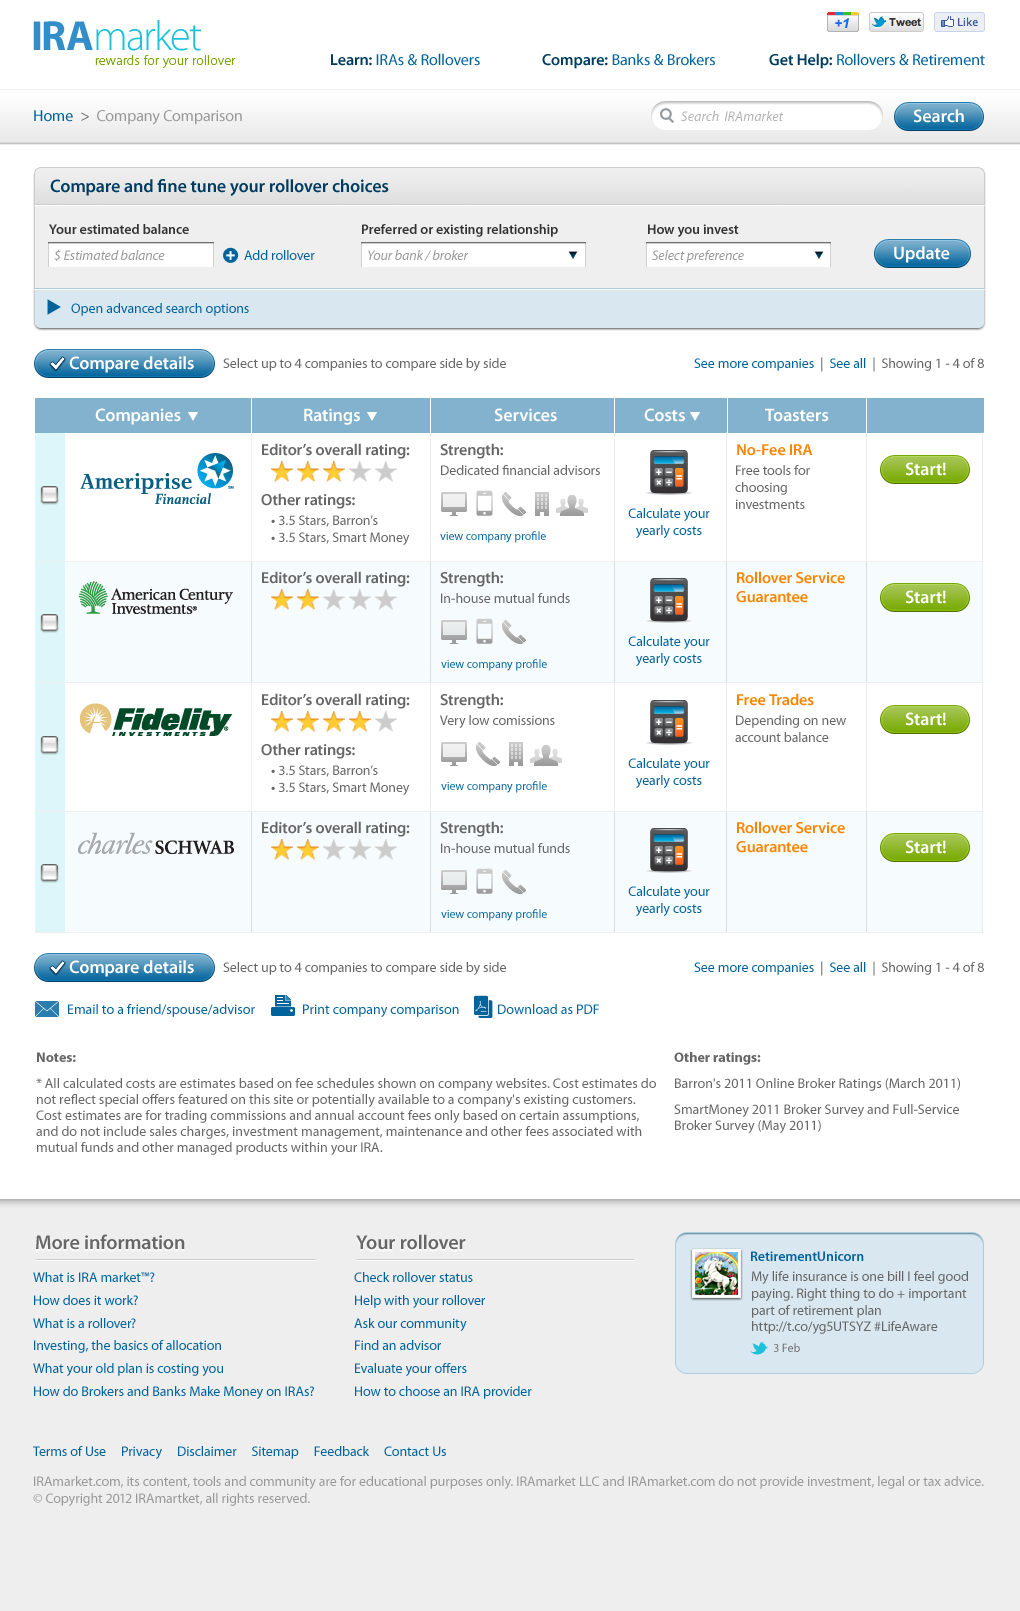 IRAmarket
rewards for your rollover
+1 Tweet Like
Learn: IRAs & Rollovers Compare: Banks & Brokers Get Help: Rollovers & Retirement
Home > Company Comparison Search IRAmarket Search
Compare and fine tune your rollover choices
Your estimated balance Preferred or existing relationship How you invest
$ Estimated balance Add rollover Your bank / broker Select preference Update
Open advanced search options
Compare details Select up to 4 companies to compare side by side See more companies | See all | Showing 1 - 4 of 8
Companies Ratings Services Costs Toasters
Ameriprise
Financial
Editor's overall rating:
Other ratings:
• 3.5 Stars, Barron's
• 3.5 Stars, Smart Money
Strength:
Dedicated financial advisors
view company profile
Calculate your
yearly costs
No-Fee IRA
Free tools for
choosing
investments
Start!
American Century
Investments®
Editor's overall rating:
Strength:
In-house mutual funds
view company profile
Calculate your
yearly costs
Rollover Service
Guarantee
Start!
Fidelity
INVESTMENTS®
Editor's overall rating:
Other ratings:
• 3.5 Stars, Barron's
• 3.5 Stars, Smart Money
Strength:
Very low comissions
view company profile
Calculate your
yearly costs
Free Trades
Depending on new
account balance
Start!
charles SCHWAB
Editor's overall rating:
Strength:
In-house mutual funds
view company profile
Calculate your
yearly costs
Rollover Service
Guarantee
Start!
Compare details Select up to 4 companies to compare side by side See more companies | See all | Showing 1 - 4 of 8
Email to a friend/spouse/advisor Print company comparison Download as PDF
Notes:
* All calculated costs are estimates based on fee schedules shown on company websites. Cost estimates do
not reflect special offers featured on this site or potentially available to a company's existing customers.
Cost estimates are for trading commissions and annual account fees only based on certain assumptions,
and do not include sales charges, investment management, maintenance and other fees associated with
mutual funds and other managed products within your IRA.
Other ratings:
Barron's 2011 Online Broker Ratings (March 2011)
SmartMoney 2011 Broker Survey and Full-Service
Broker Survey (May 2011)
More information
What is IRA market™?
How does it work?
What is a rollover?
Investing, the basics of allocation
What your old plan is costing you
How do Brokers and Banks Make Money on IRAs?
Your rollover
Check rollover status
Help with your rollover
Ask our community
Find an advisor
Evaluate your offers
How to choose an IRA provider
RetirementUnicorn
My life insurance is one bill I feel good
paying. Right thing to do + important
part of retirement plan
http://t.co/yg5UTSYZ #LifeAware
3 Feb
Terms of Use Privacy Disclaimer Sitemap Feedback Contact Us
IRAmarket.com, its content, tools and community are for educational purposes only. IRAmarket LLC and IRAmarket.com do not provide investment, legal or tax advice.
© Copyright 2012 IRAmartket, all rights reserved.